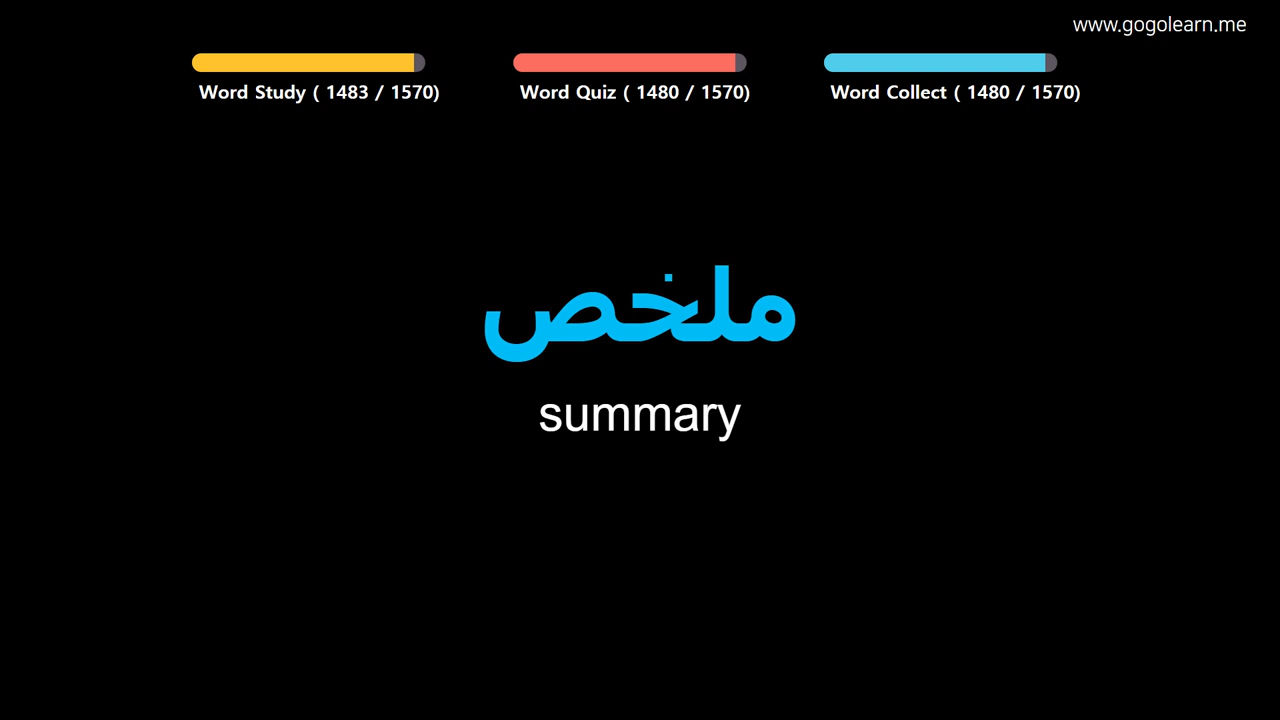 www.gogolearn.me
Word Study ( 1483 / 1570)
Word Quiz ( 1480 / 1570)
Word Collect ( 1480 / 1570)
ملخص
summary